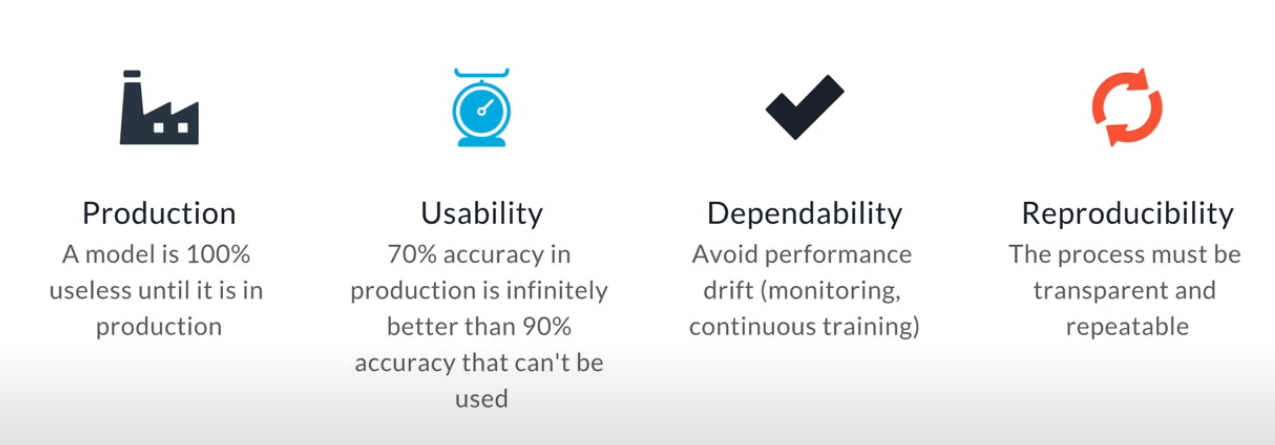 Production
A model is 100%
useless until it is in
production
Usability
70% accuracy in
production is infinitely
better than 90%
accuracy that can't be
used
Dependability
Avoid performance
drift (monitoring,
continuous training)
Reproducibility
The process must be
transparent and
repeatable